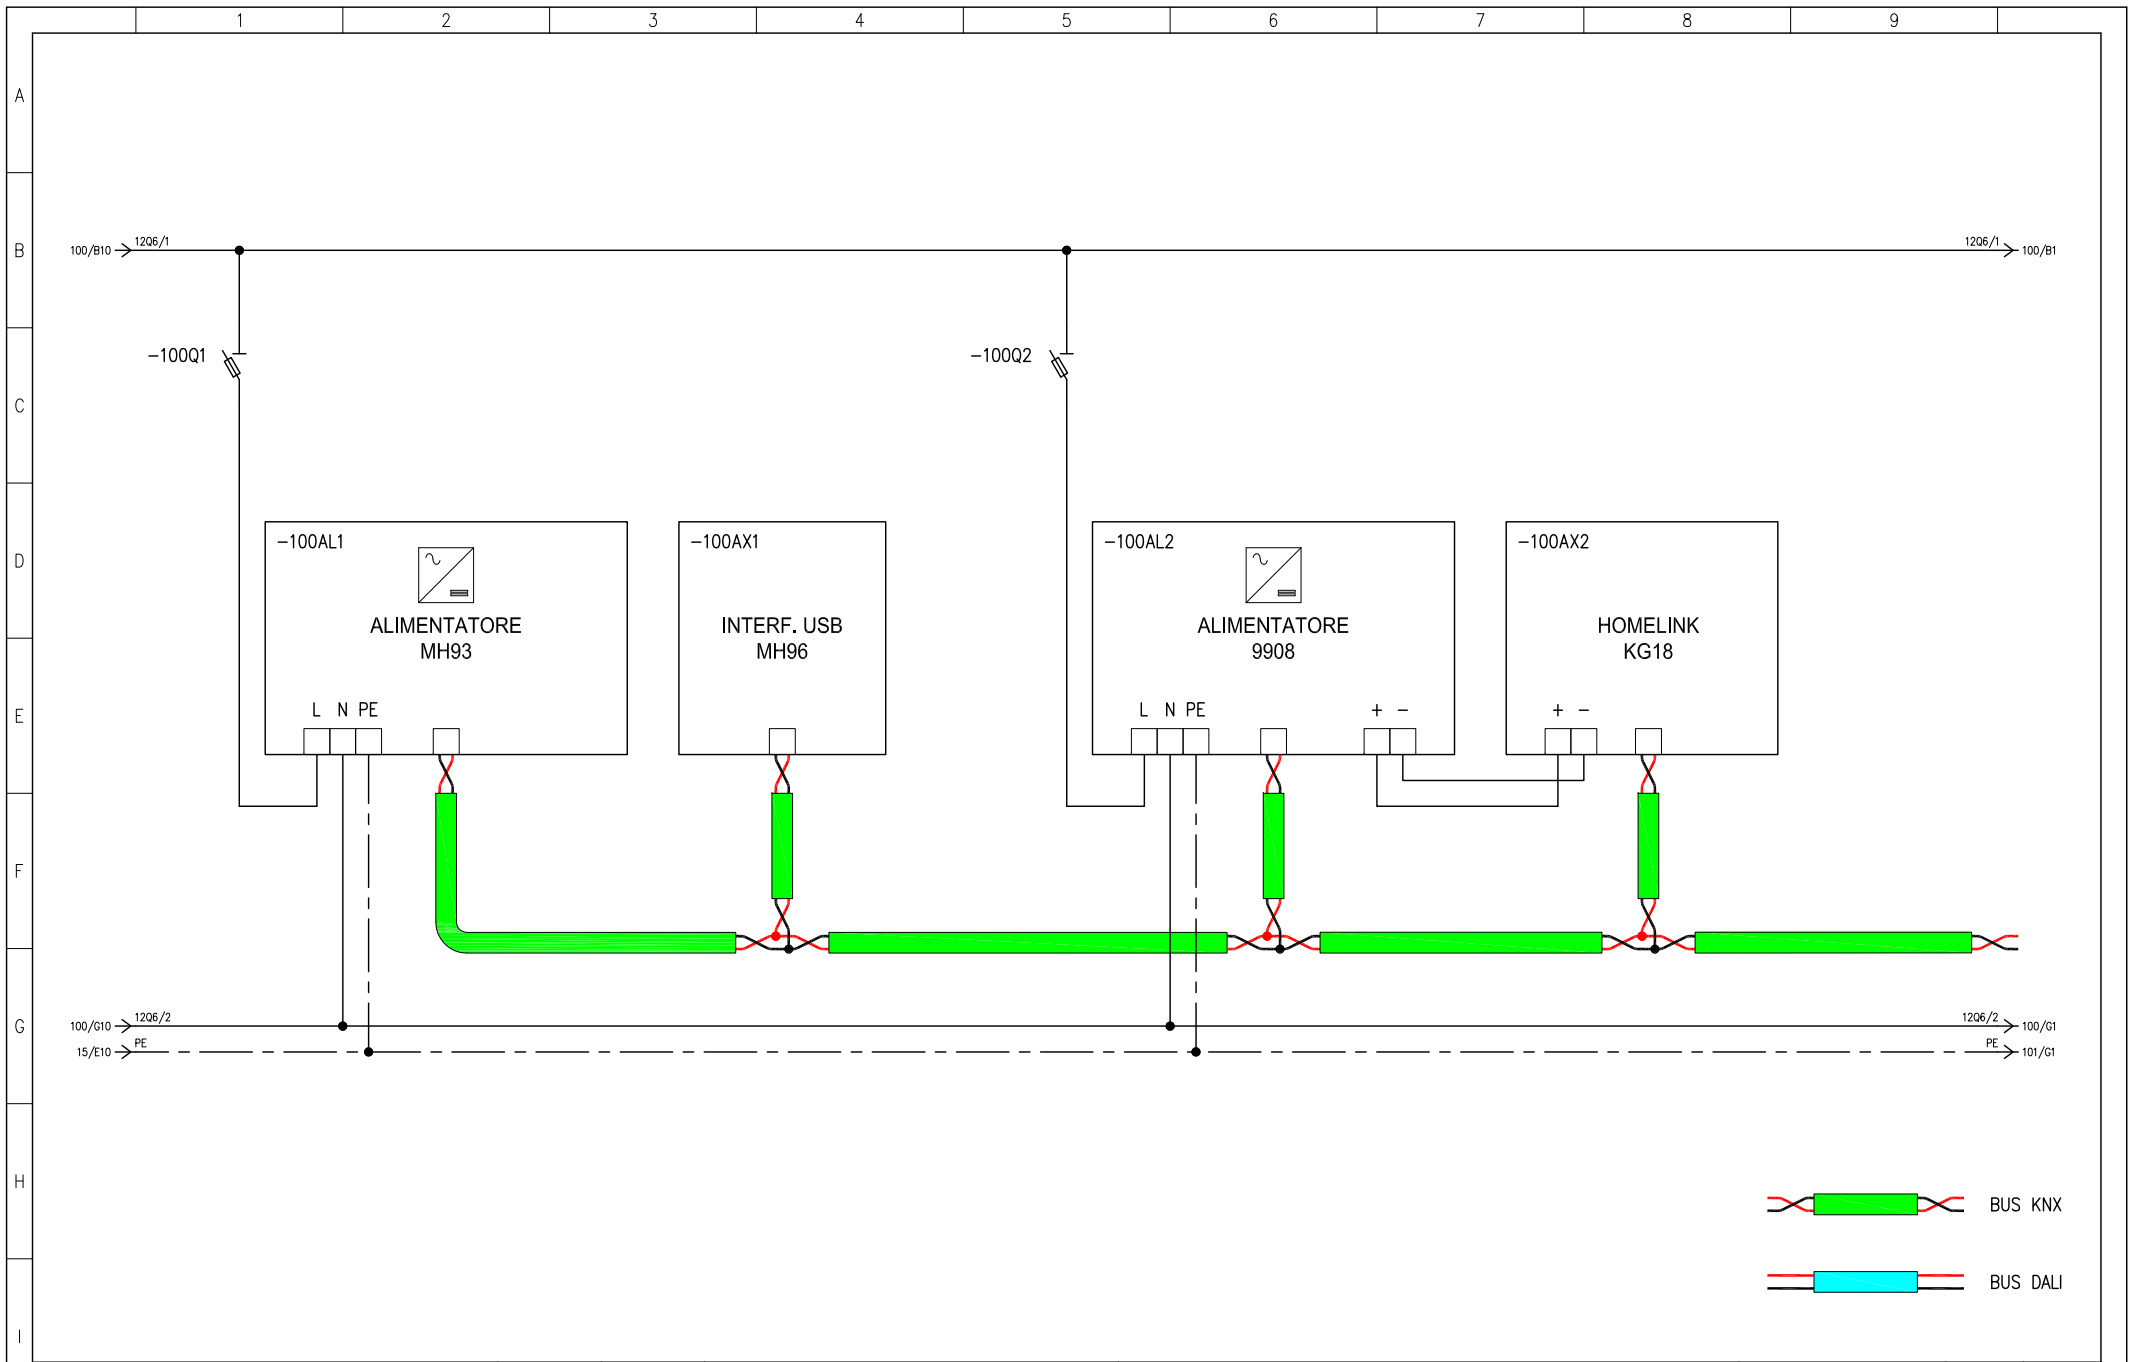 1 2 3 4 5 6 7 8 9
A
B
C
D
E
F
G
H
I
100/B10 12Q6/1 12Q6/1 100/B1
-100Q1 -100Q2
-100AL1 -100AX1 -100AL2 -100AX2
ALIMENTATORE
MH93
INTERF. USB
MH96
ALIMENTATORE
9908
HOMELINK
KG18
L N PE L N PE + - + -
100/G10 12Q6/2 12Q6/2 100/G1
15/E10 PE PE 101/G1
BUS KNX
BUS DALI